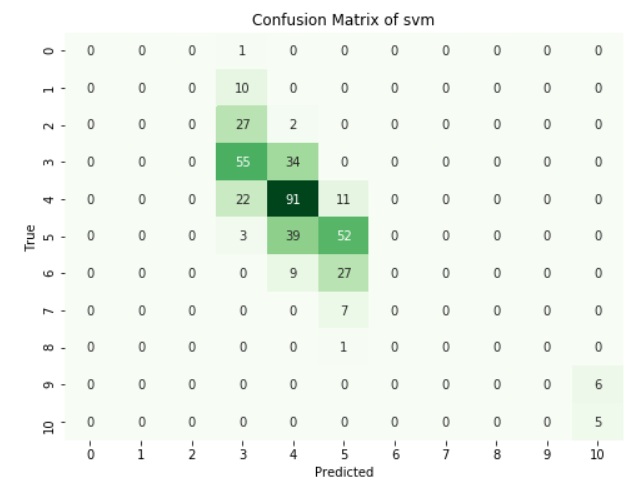 Confusion Matrix of svm
0 0 0 0 1 0 0 0 0 0 0 0
1 0 0 0 10 0 0 0 0 0 0 0
2 0 0 0 27 2 0 0 0 0 0 0
3 0 0 0 55 34 0 0 0 0 0 0
4 0 0 0 22 91 11 0 0 0 0 0
True
5 0 0 0 3 39 52 0 0 0 0 0
6 0 0 0 0 9 27 0 0 0 0 0
7 0 0 0 0 0 7 0 0 0 0 0
8 0 0 0 0 0 1 0 0 0 0 0
9 0 0 0 0 0 0 0 0 0 0 6
10 0 0 0 0 0 0 0 0 0 0 5
0 1 2 3 4 5 6 7 8 9 10
Predicted